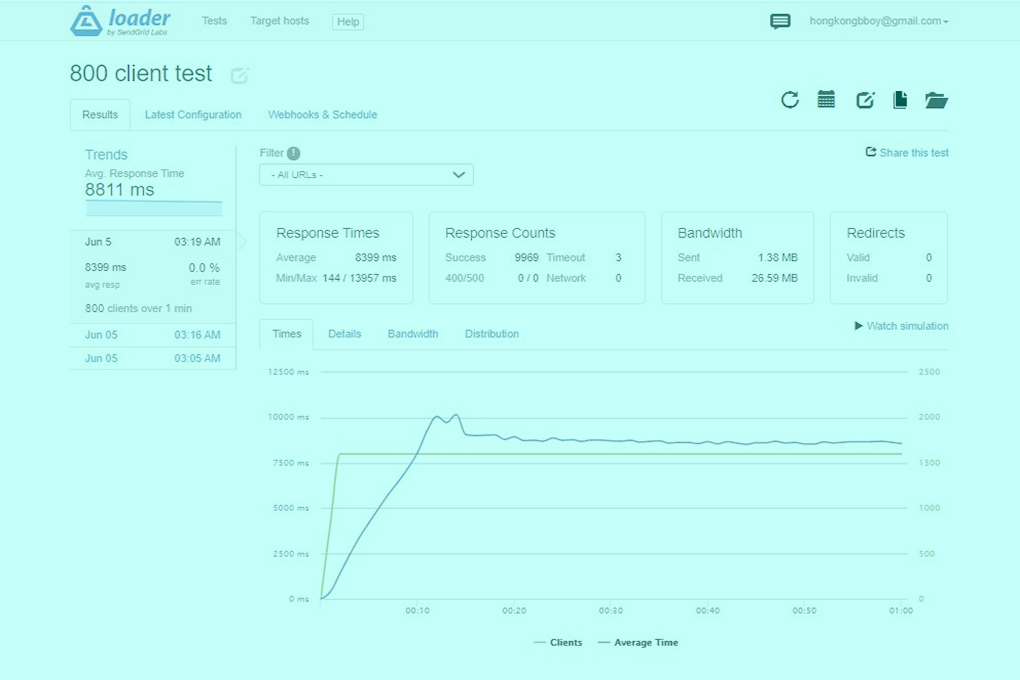 loader
by SendGrid Labs
Tests Target hosts Help
hongkongbboy@gmail.com
800 client test
Results Latest Configuration Webhooks & Schedule
Trends
Avg. Response Time
8811 ms
Jun 5 03:19 AM
8399 ms 0.0 %
avg resp err rate
800 clients over 1 min
Jun 05 03:16 AM
Jun 05 03:05 AM
Filter !
- All URLs -
Share this test
Response Times
Average 8399 ms
Min/Max 144 / 13957 ms
Response Counts
Success 9969 Timeout 3
400/500 0 / 0 Network 0
Bandwidth
Sent 1.38 MB
Received 26.59 MB
Redirects
Valid 0
Invalid 0
Times Details Bandwidth Distribution
Watch simulation
12500 ms 2500
10000 ms 2000
7500 ms 1500
5000 ms 1000
2500 ms 500
0 ms 0
00:10 00:20 00:30 00:40 00:50 01:00
Clients Average Time